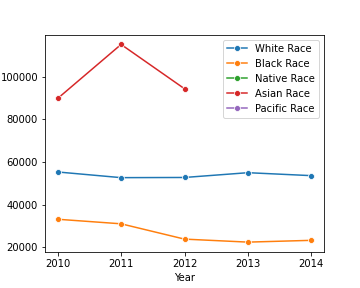 White Race
Black Race
Native Race
Asian Race
Pacific Race
100000
80000
60000
40000
20000
2010 2011 2012 2013 2014
Year